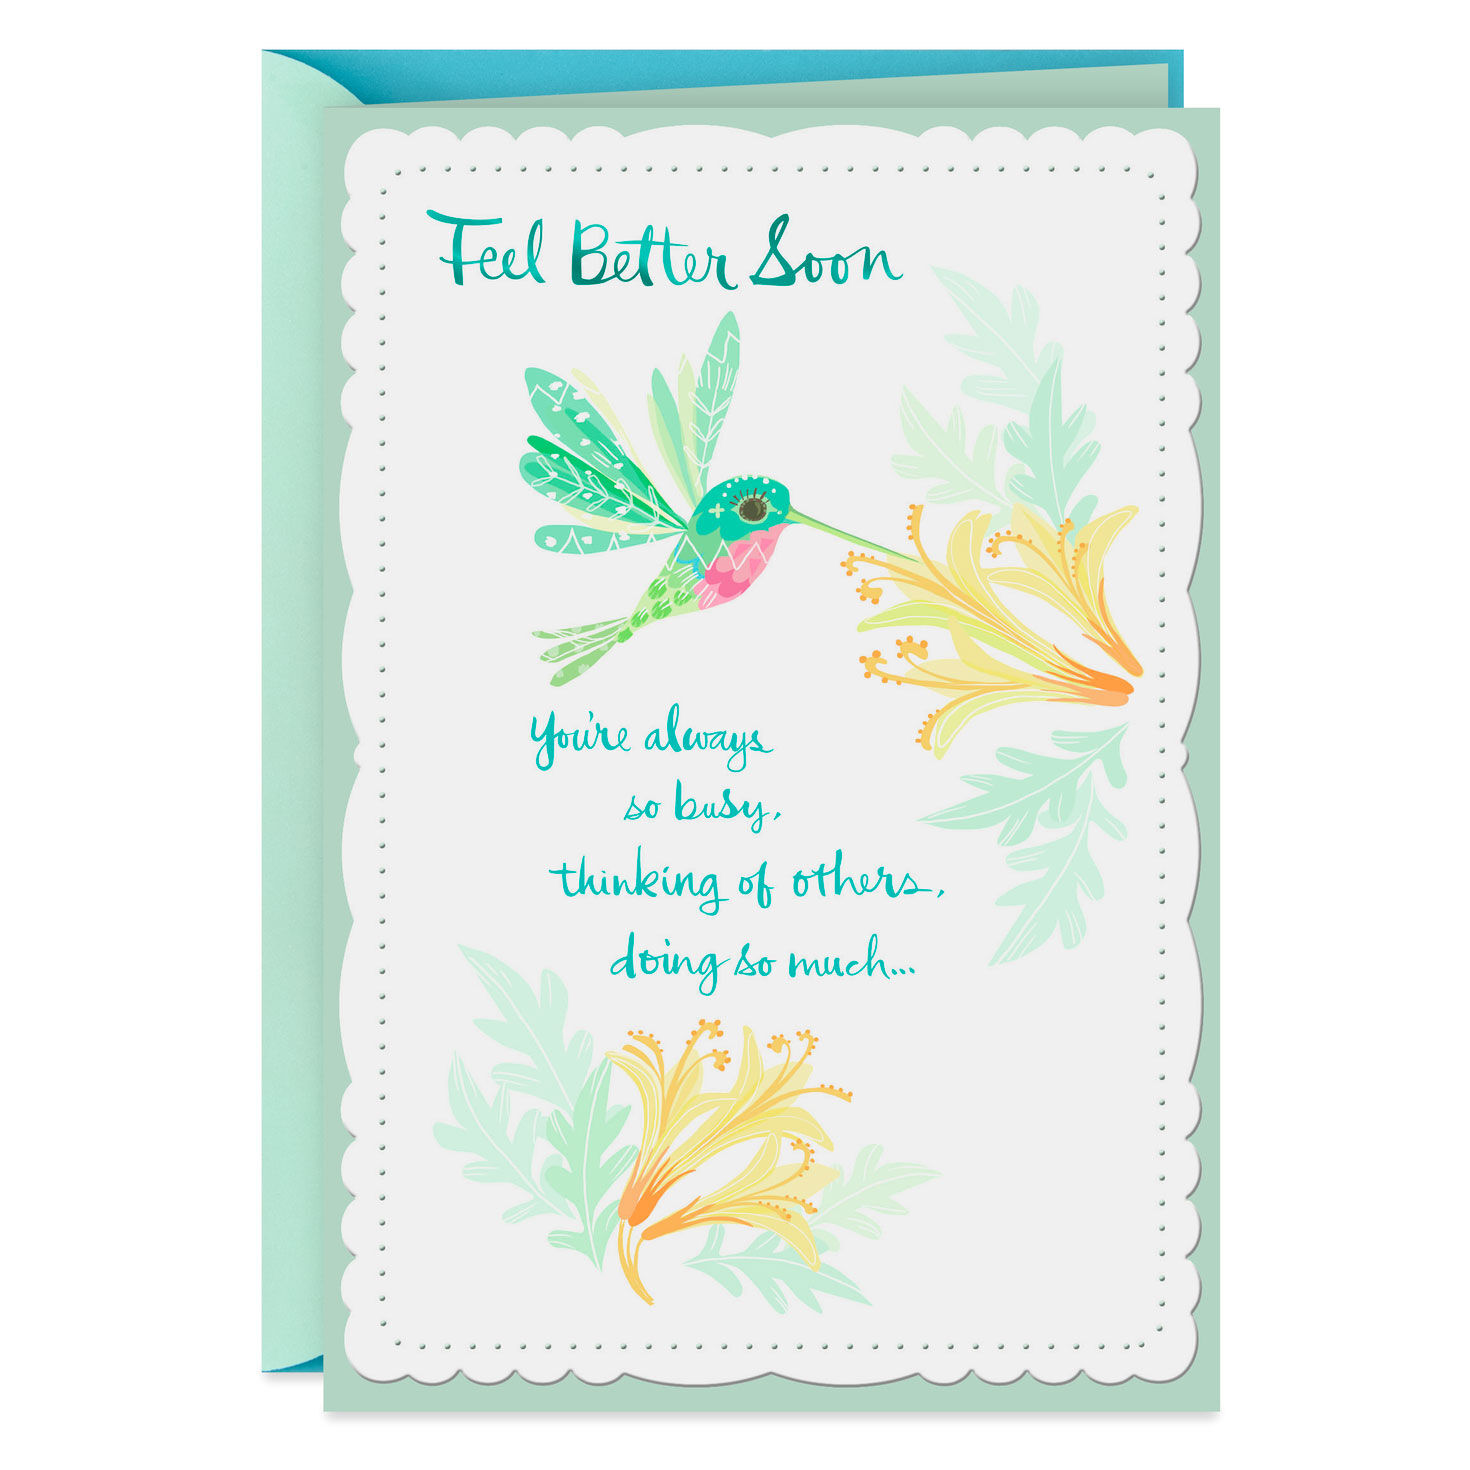 Feel Better Soon
You're always
so busy,
thinking of others,
doing so much...